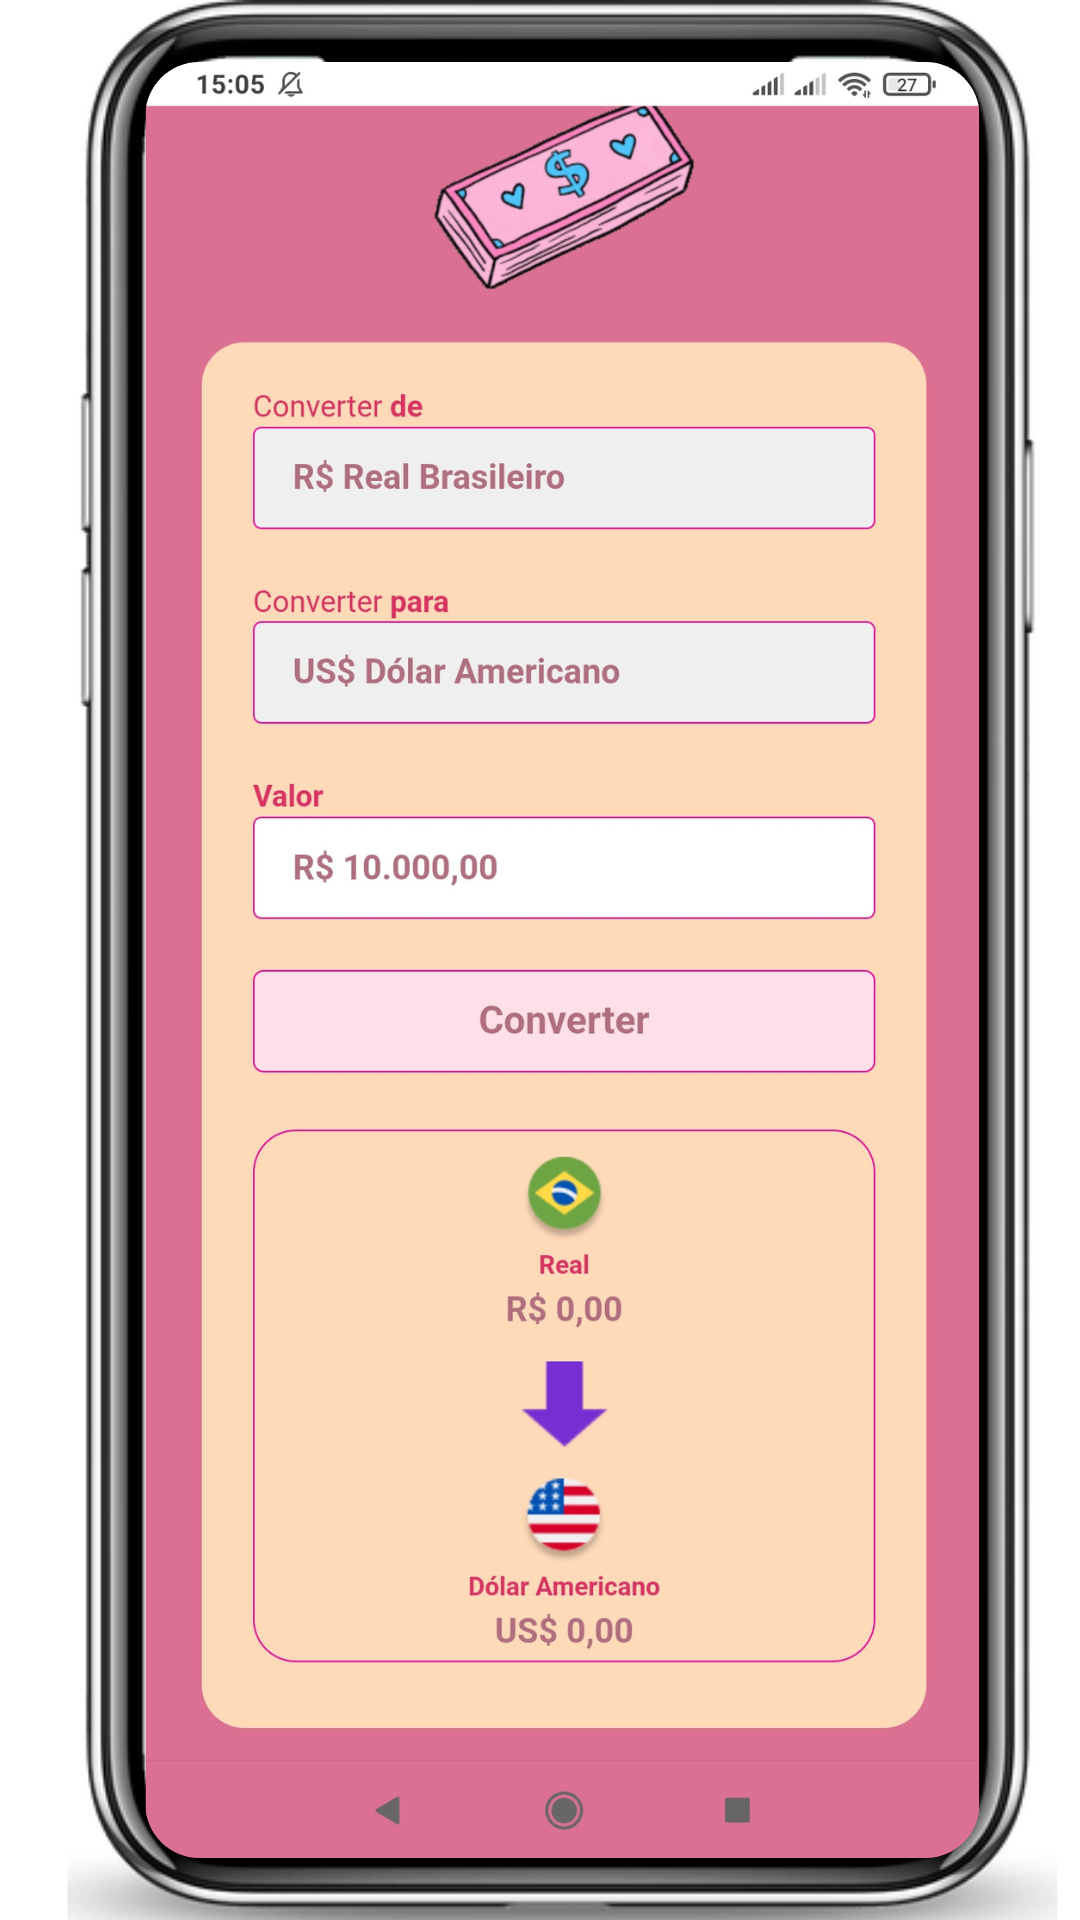 15:05
27
$
Converter de
R$ Real Brasileiro
Converter para
US$ Dólar Americano
Valor
R$ 10.000,00
Converter
Real
R$ 0,00
Dólar Americano
US$ 0,00